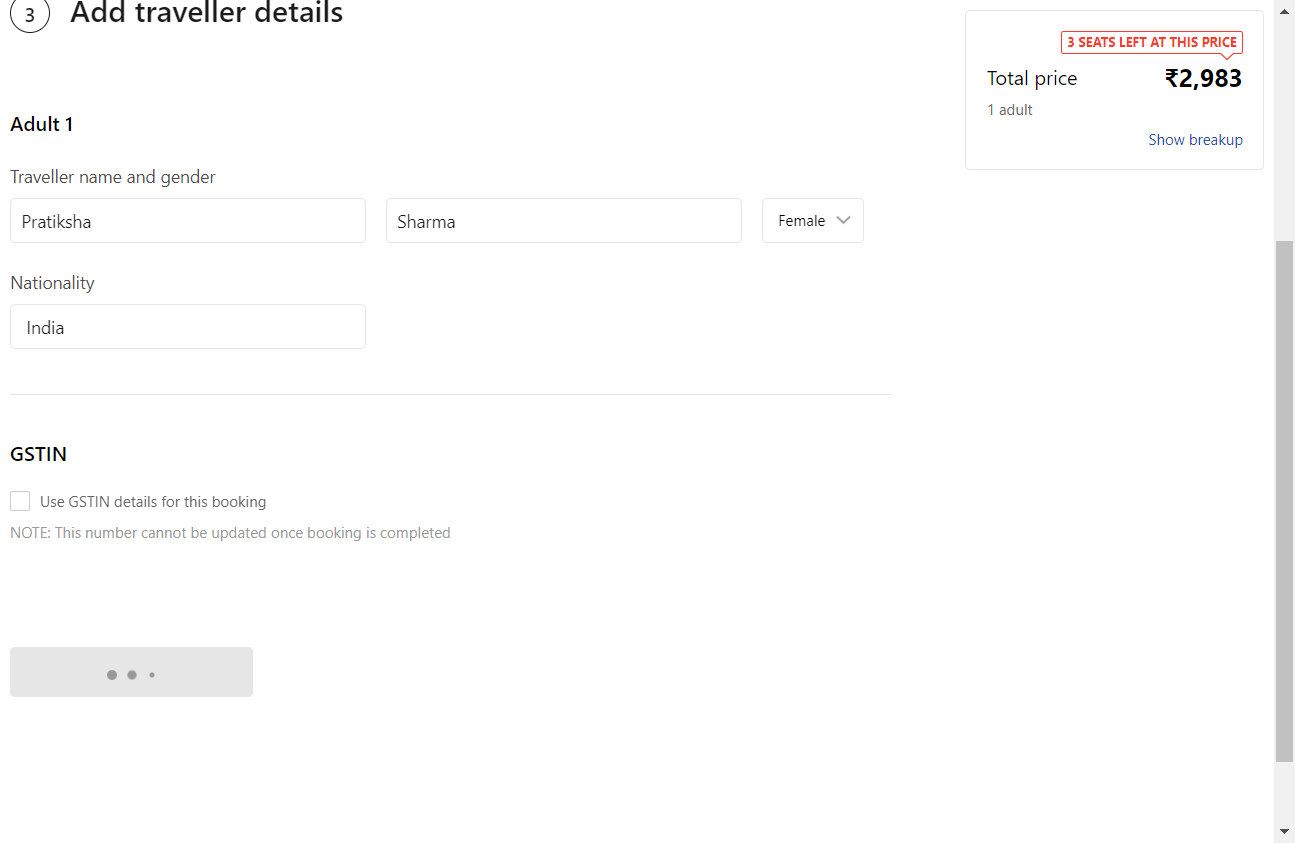 3 Add traveller details
3 SEATS LEFT AT THIS PRICE
Total price ₹2,983
1 adult
Show breakup
Adult 1
Traveller name and gender
Pratiksha Sharma Female
Nationality
India
GSTIN
Use GSTIN details for this booking
NOTE: This number cannot be updated once booking is completed